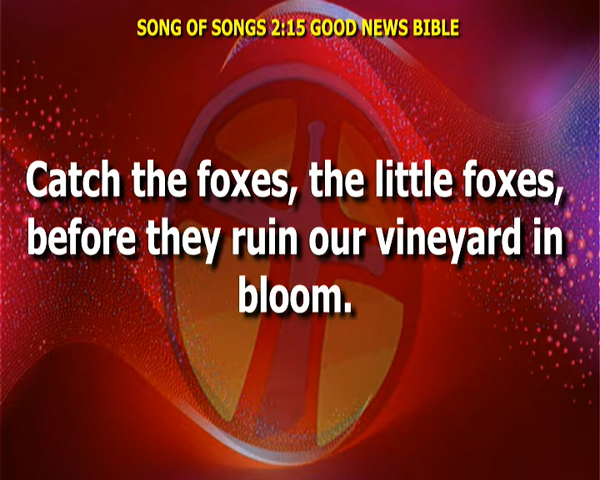 SONG OF SONGS 2:15 GOOD NEWS BIBLE
Catch the foxes, the little foxes,
before they ruin our vineyard in
bloom.